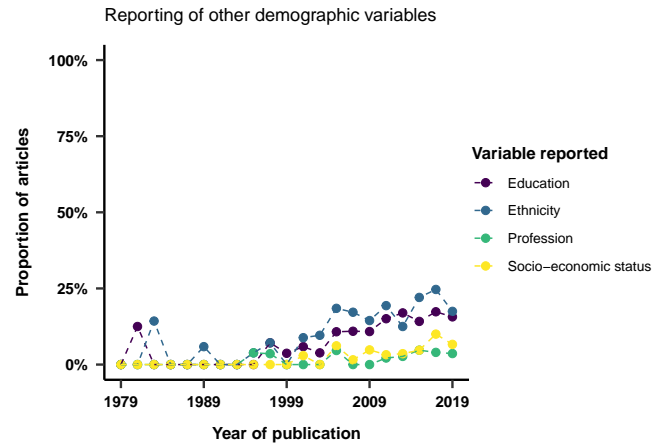 Reporting of other demographic variables
100%
75%
50%
25%
0%
Proportion of articles
1979
1989
1999
2009
2019
Year of publication
Variable reported
Education
Ethnicity
Profession
Socio−economic status